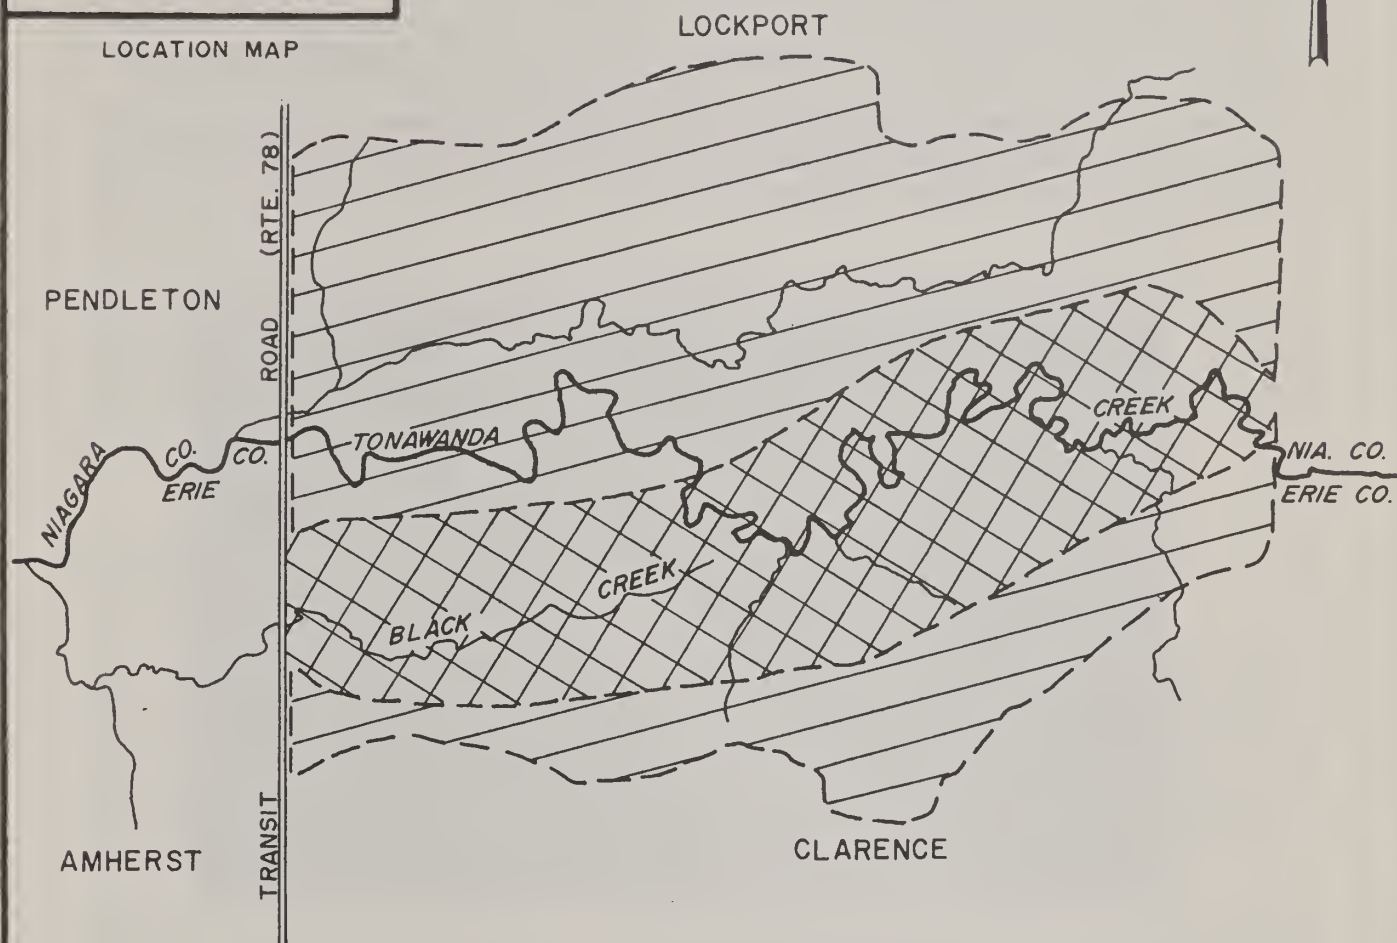 LOCATION MAP
LOCKPORT
TRANSIT ROAD (RTE. 78)
PENDLETON
NIAGARA CO.
ERIE CO.
TONAWANDA CREEK
NIA. CO.
ERIE CO.
BLACK CREEK
AMHERST
CLARENCE